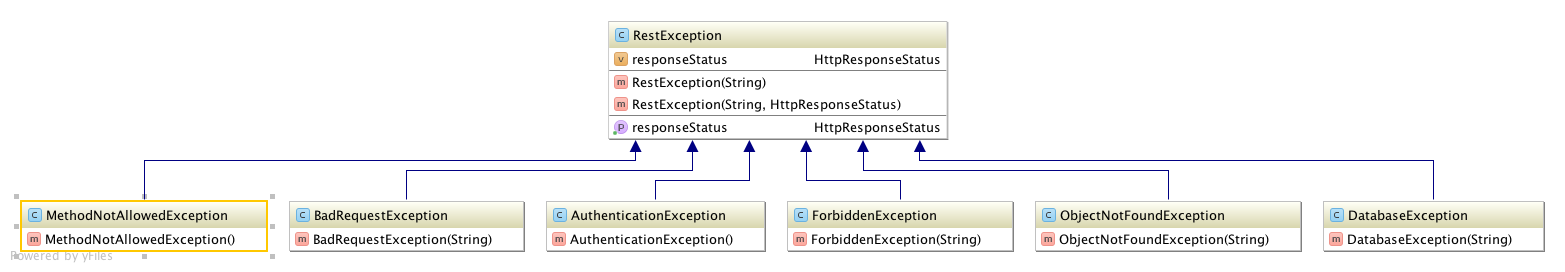 C RestException
v responseStatus HttpResponseStatus
m RestException(String)
m RestException(String, HttpResponseStatus)
P responseStatus HttpResponseStatus
C MethodNotAllowedException
m MethodNotAllowedException()
C BadRequestException
m BadRequestException(String)
C AuthenticationException
m AuthenticationException()
C ForbiddenException
m ForbiddenException(String)
C ObjectNotFoundException
m ObjectNotFoundException(String)
C DatabaseException
m DatabaseException(String)
Powered by yFiles